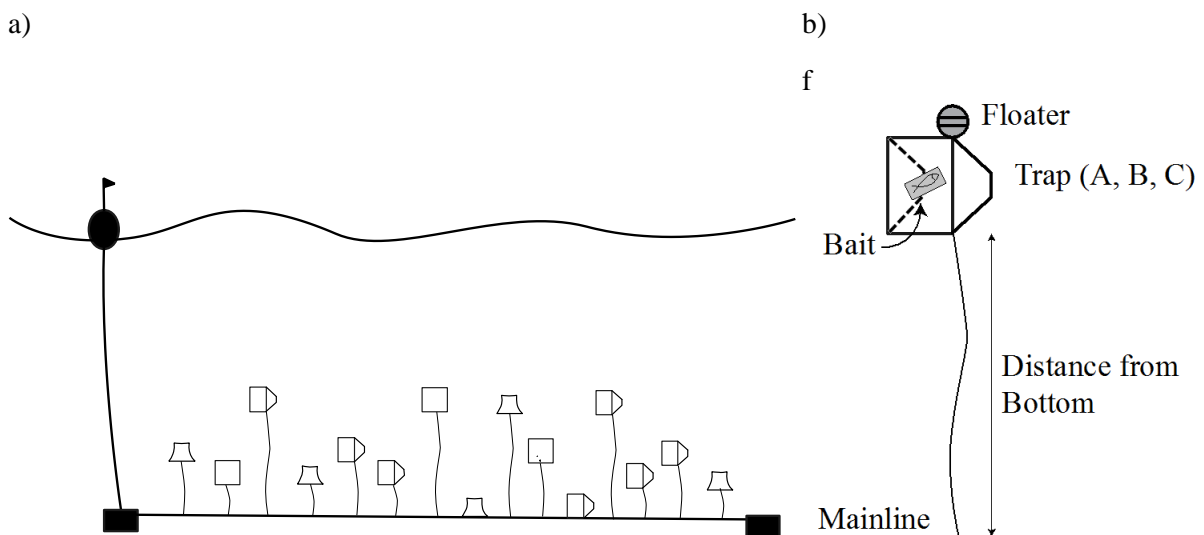 a)
b)
f
Floater
Trap (A, B, C)
Bait
Distance from
Bottom
Mainline